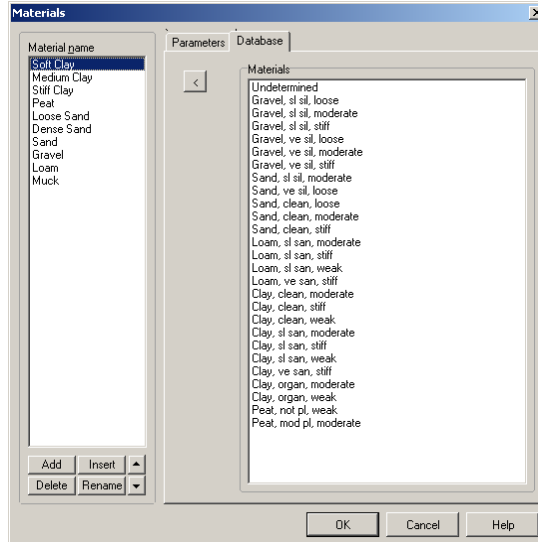 Materials
Material name
Soft Clay
Medium Clay
Stiff Clay
Peat
Loose Sand
Dense Sand
Sand
Gravel
Loam
Muck
Add Insert
Delete Rename
Parameters Database
<
Materials
Undetermined
Gravel, sl sil, loose
Gravel, sl sil, moderate
Gravel, sl sil, stiff
Gravel, ve sil, loose
Gravel, ve sil, moderate
Gravel, ve sil, stiff
Sand, sl sil, moderate
Sand, ve sil, loose
Sand, clean, loose
Sand, clean, moderate
Sand, clean, stiff
Loam, sl san, moderate
Loam, sl san, stiff
Loam, sl san, weak
Loam, ve san, stiff
Clay, clean, moderate
Clay, clean, stiff
Clay, clean, weak
Clay, sl san, moderate
Clay, sl san, stiff
Clay, sl san, weak
Clay, ve san, stiff
Clay, organ, moderate
Clay, organ, weak
Peat, not pl, weak
Peat, mod pl, moderate
OK Cancel Help